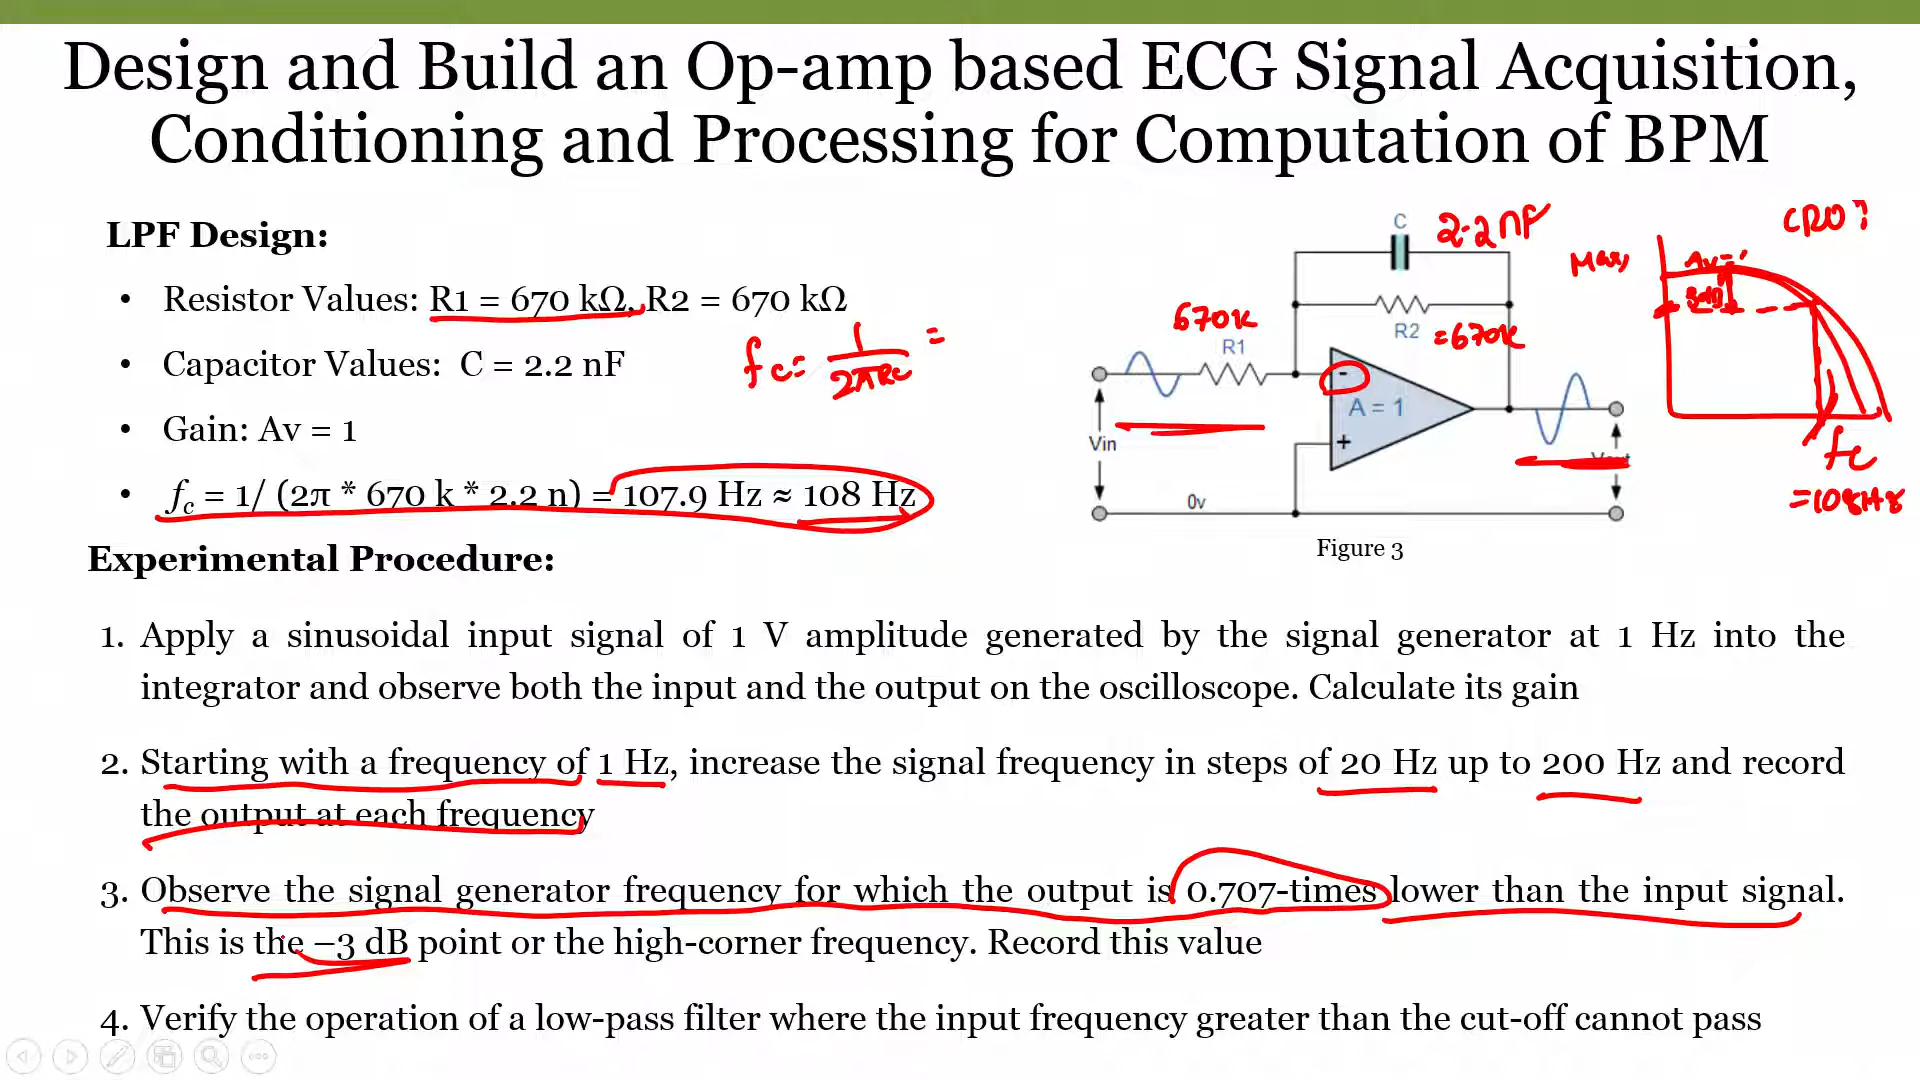 Design and Build an Op-amp based ECG Signal Acquisition,
Conditioning and Processing for Computation of BPM
LPF Design:
• Resistor Values: R1 = 670 kΩ, R2 = 670 kΩ
• Capacitor Values: C = 2.2 nF
fc = 1/2πRC =
• Gain: Av = 1
• fc = 1/ (2π * 670 k * 2.2 n) = 107.9 Hz ≈ 108 Hz
C 2.2 nF
670k
R1
R2 = 670k
-
A = 1
+
Vin
0v
Figure 3
CRO
Max
Av =
3dB
fc
= 108Hz
Experimental Procedure:
1. Apply a sinusoidal input signal of 1 V amplitude generated by the signal generator at 1 Hz into the
integrator and observe both the input and the output on the oscilloscope. Calculate its gain
2. Starting with a frequency of 1 Hz, increase the signal frequency in steps of 20 Hz up to 200 Hz and record
the output at each frequency
3. Observe the signal generator frequency for which the output is 0.707-times lower than the input signal.
This is the –3 dB point or the high-corner frequency. Record this value
4. Verify the operation of a low-pass filter where the input frequency greater than the cut-off cannot pass